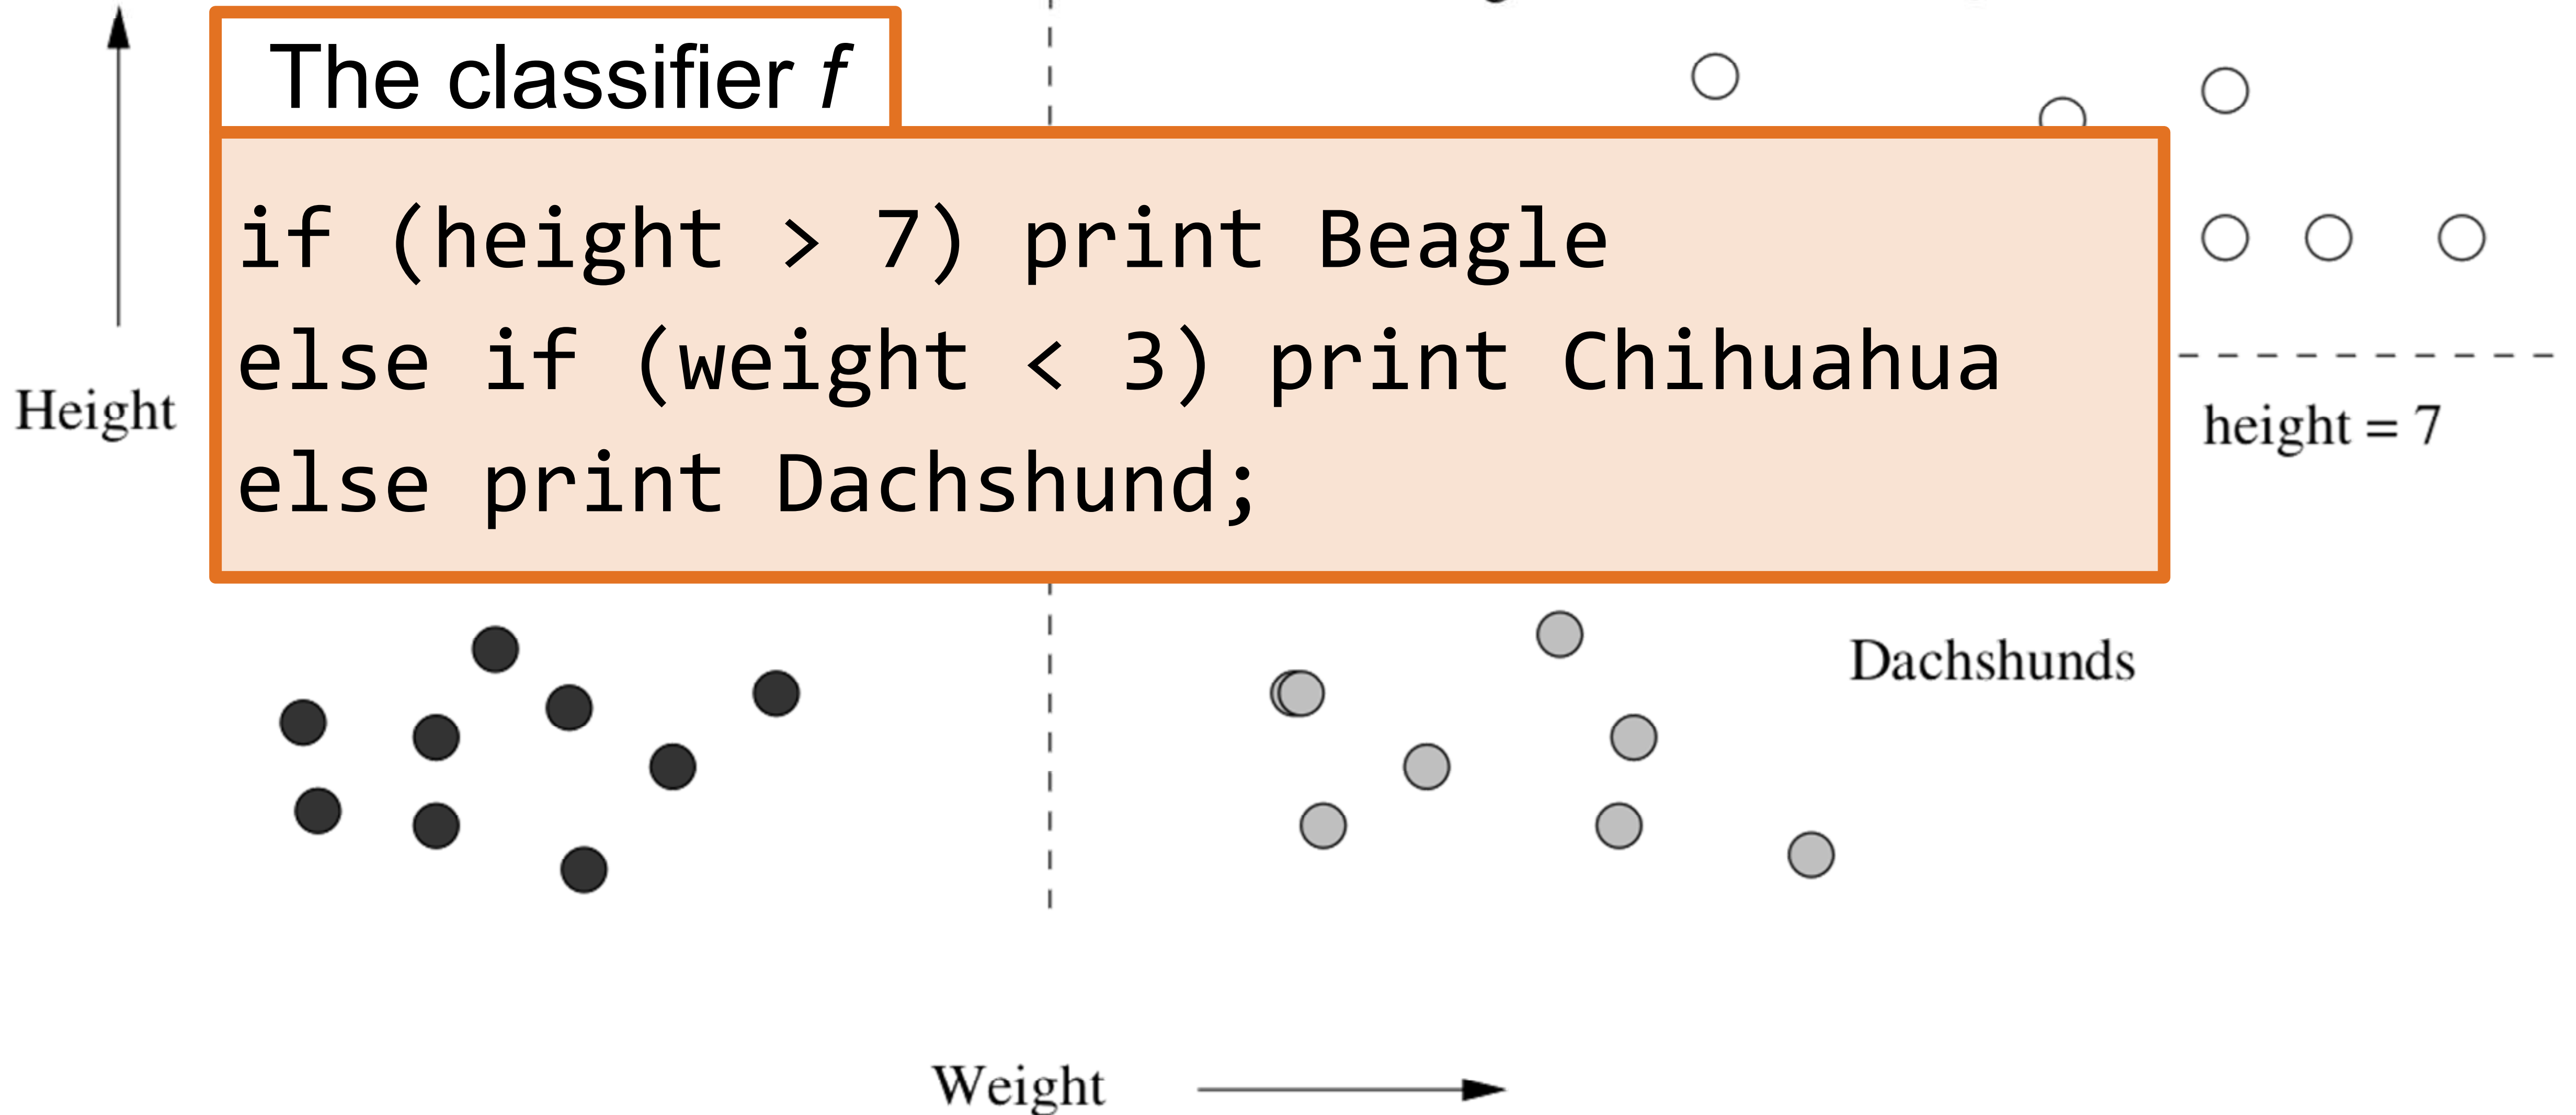 The classifier f
if (height > 7) print Beagle
else if (weight < 3) print Chihuahua
else print Dachshund;
Height
height = 7
Dachshunds
Weight